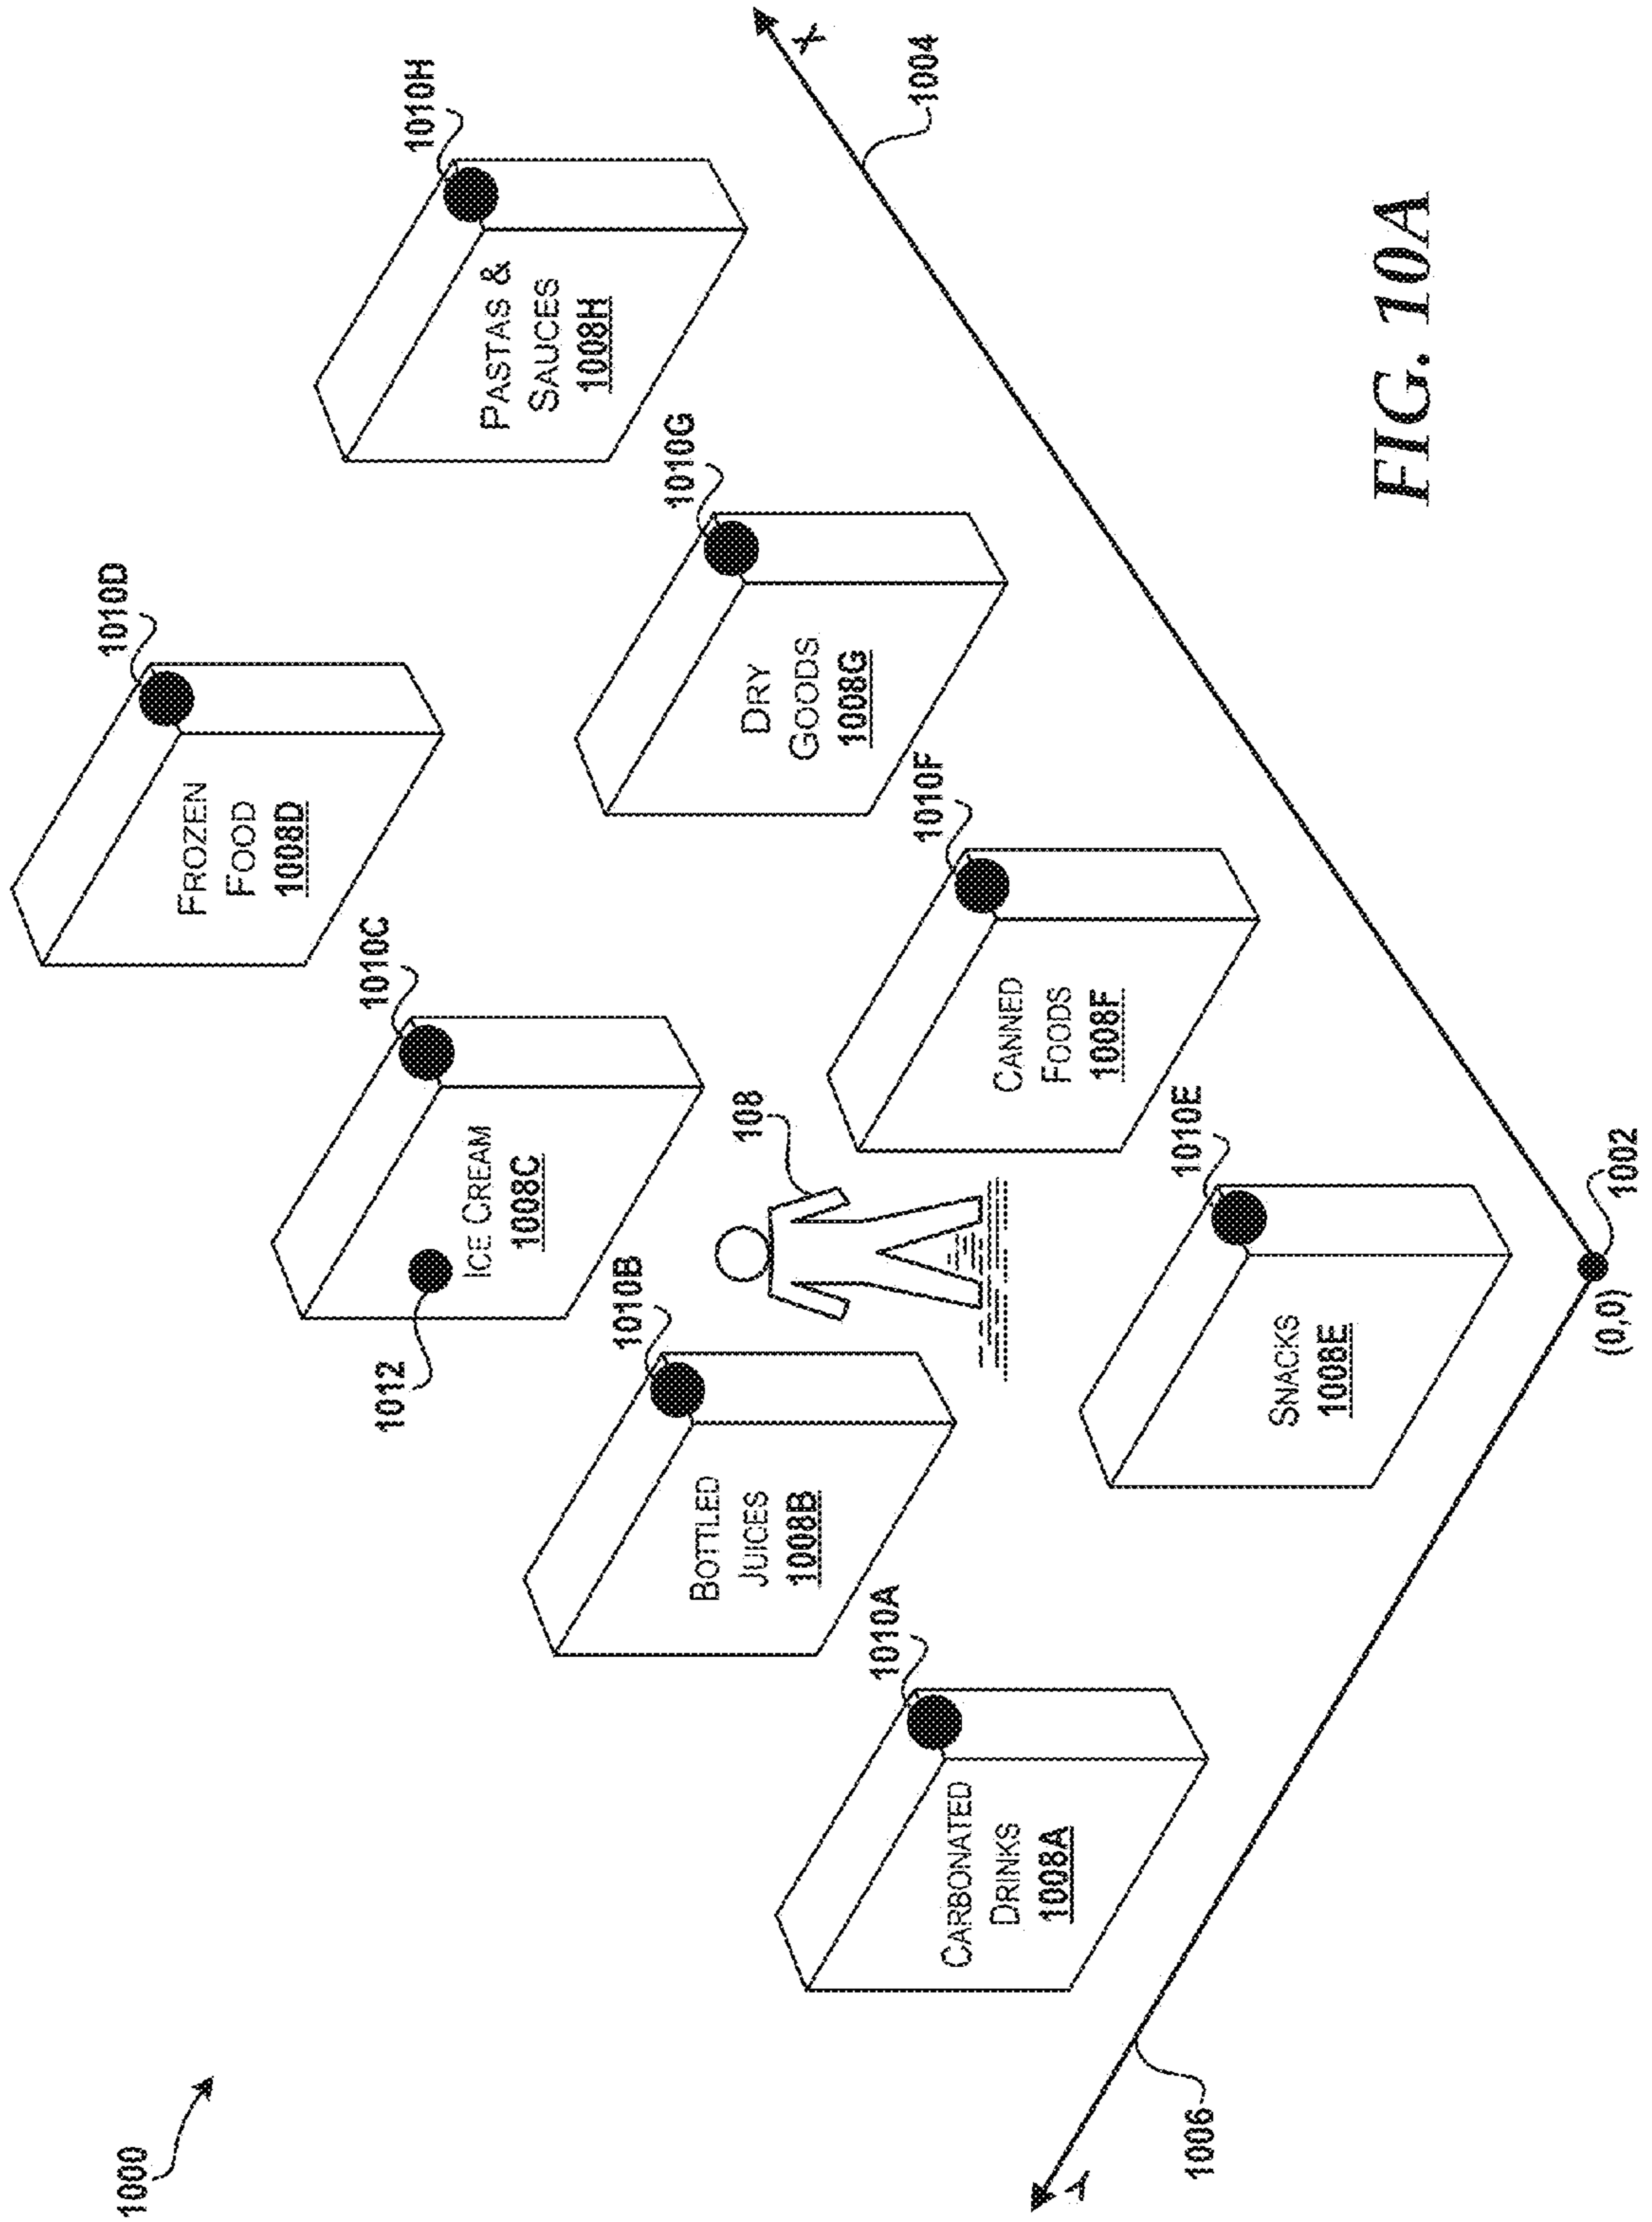 1000
1010D
FROZEN
FOOD
1008D
1010C
ICE CREAM
1008C
1012
1010H
PASTAS &
SAUCES
1008H
1010B
BOTTLED
JUICES
1008B
108
1010G
DRY
GOODS
1008G
1010A
CARBONATED
DRINKS
1008A
1010F
CANNED
FOODS
1008F
1010E
SNACKS
1008E
X
1004
Y
1006
(0,0)
1002
FIG. 10A